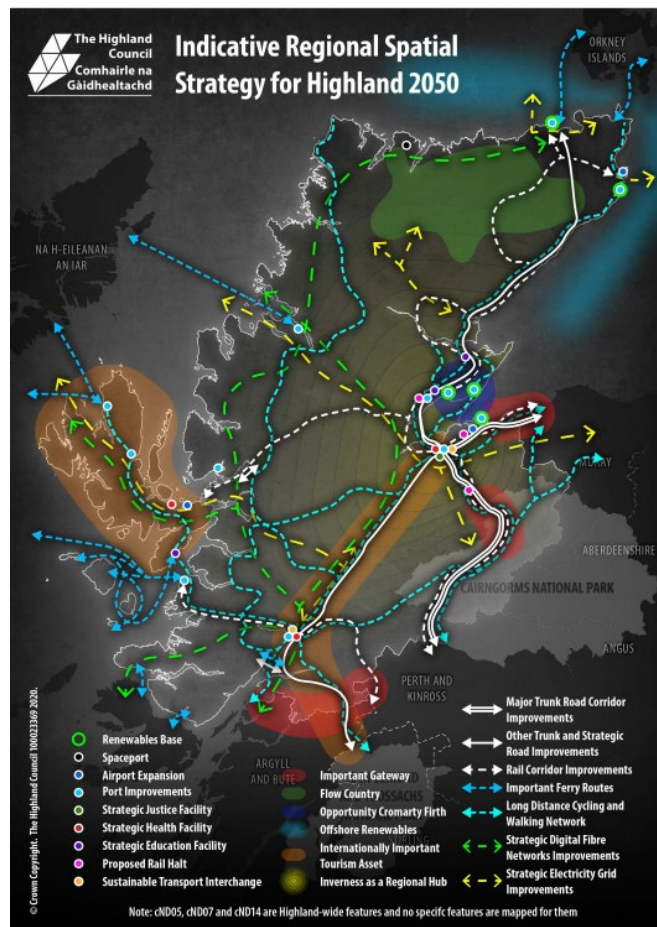 The Highland
Council
Comhairle na
Gàidhealtachd
Indicative Regional Spatial
Strategy for Highland 2050
ORKNEY
ISLANDS
NA H-EILEANAN
AN IAR
MORAY
ABERDEENSHIRE
CAIRNGORMS NATIONAL PARK
ANGUS
PERTH AND
KINROSS
ARGYLL
AND BUTE
STIRLING
Renewables Base
Spaceport
Airport Expansion
Port Improvements
Strategic Justice Facility
Strategic Health Facility
Strategic Education Facility
Proposed Rail Halt
Sustainable Transport Interchange
Important Gateway
Flow Country
Opportunity Cromarty Firth
Offshore Renewables
Internationally Important
Tourism Asset
Inverness as a Regional Hub
Major Trunk Road Corridor
Improvements
Other Trunk and Strategic
Road Improvements
Rail Corridor Improvements
Important Ferry Routes
Long Distance Cycling and
Walking Network
Strategic Digital Fibre
Networks Improvements
Strategic Electricity Grid
Improvements
© Crown Copyright. The Highland Council 100023369 2020.
Note: cND05, cND07 and cND14 are Highland-wide features and no specifc features are mapped for them